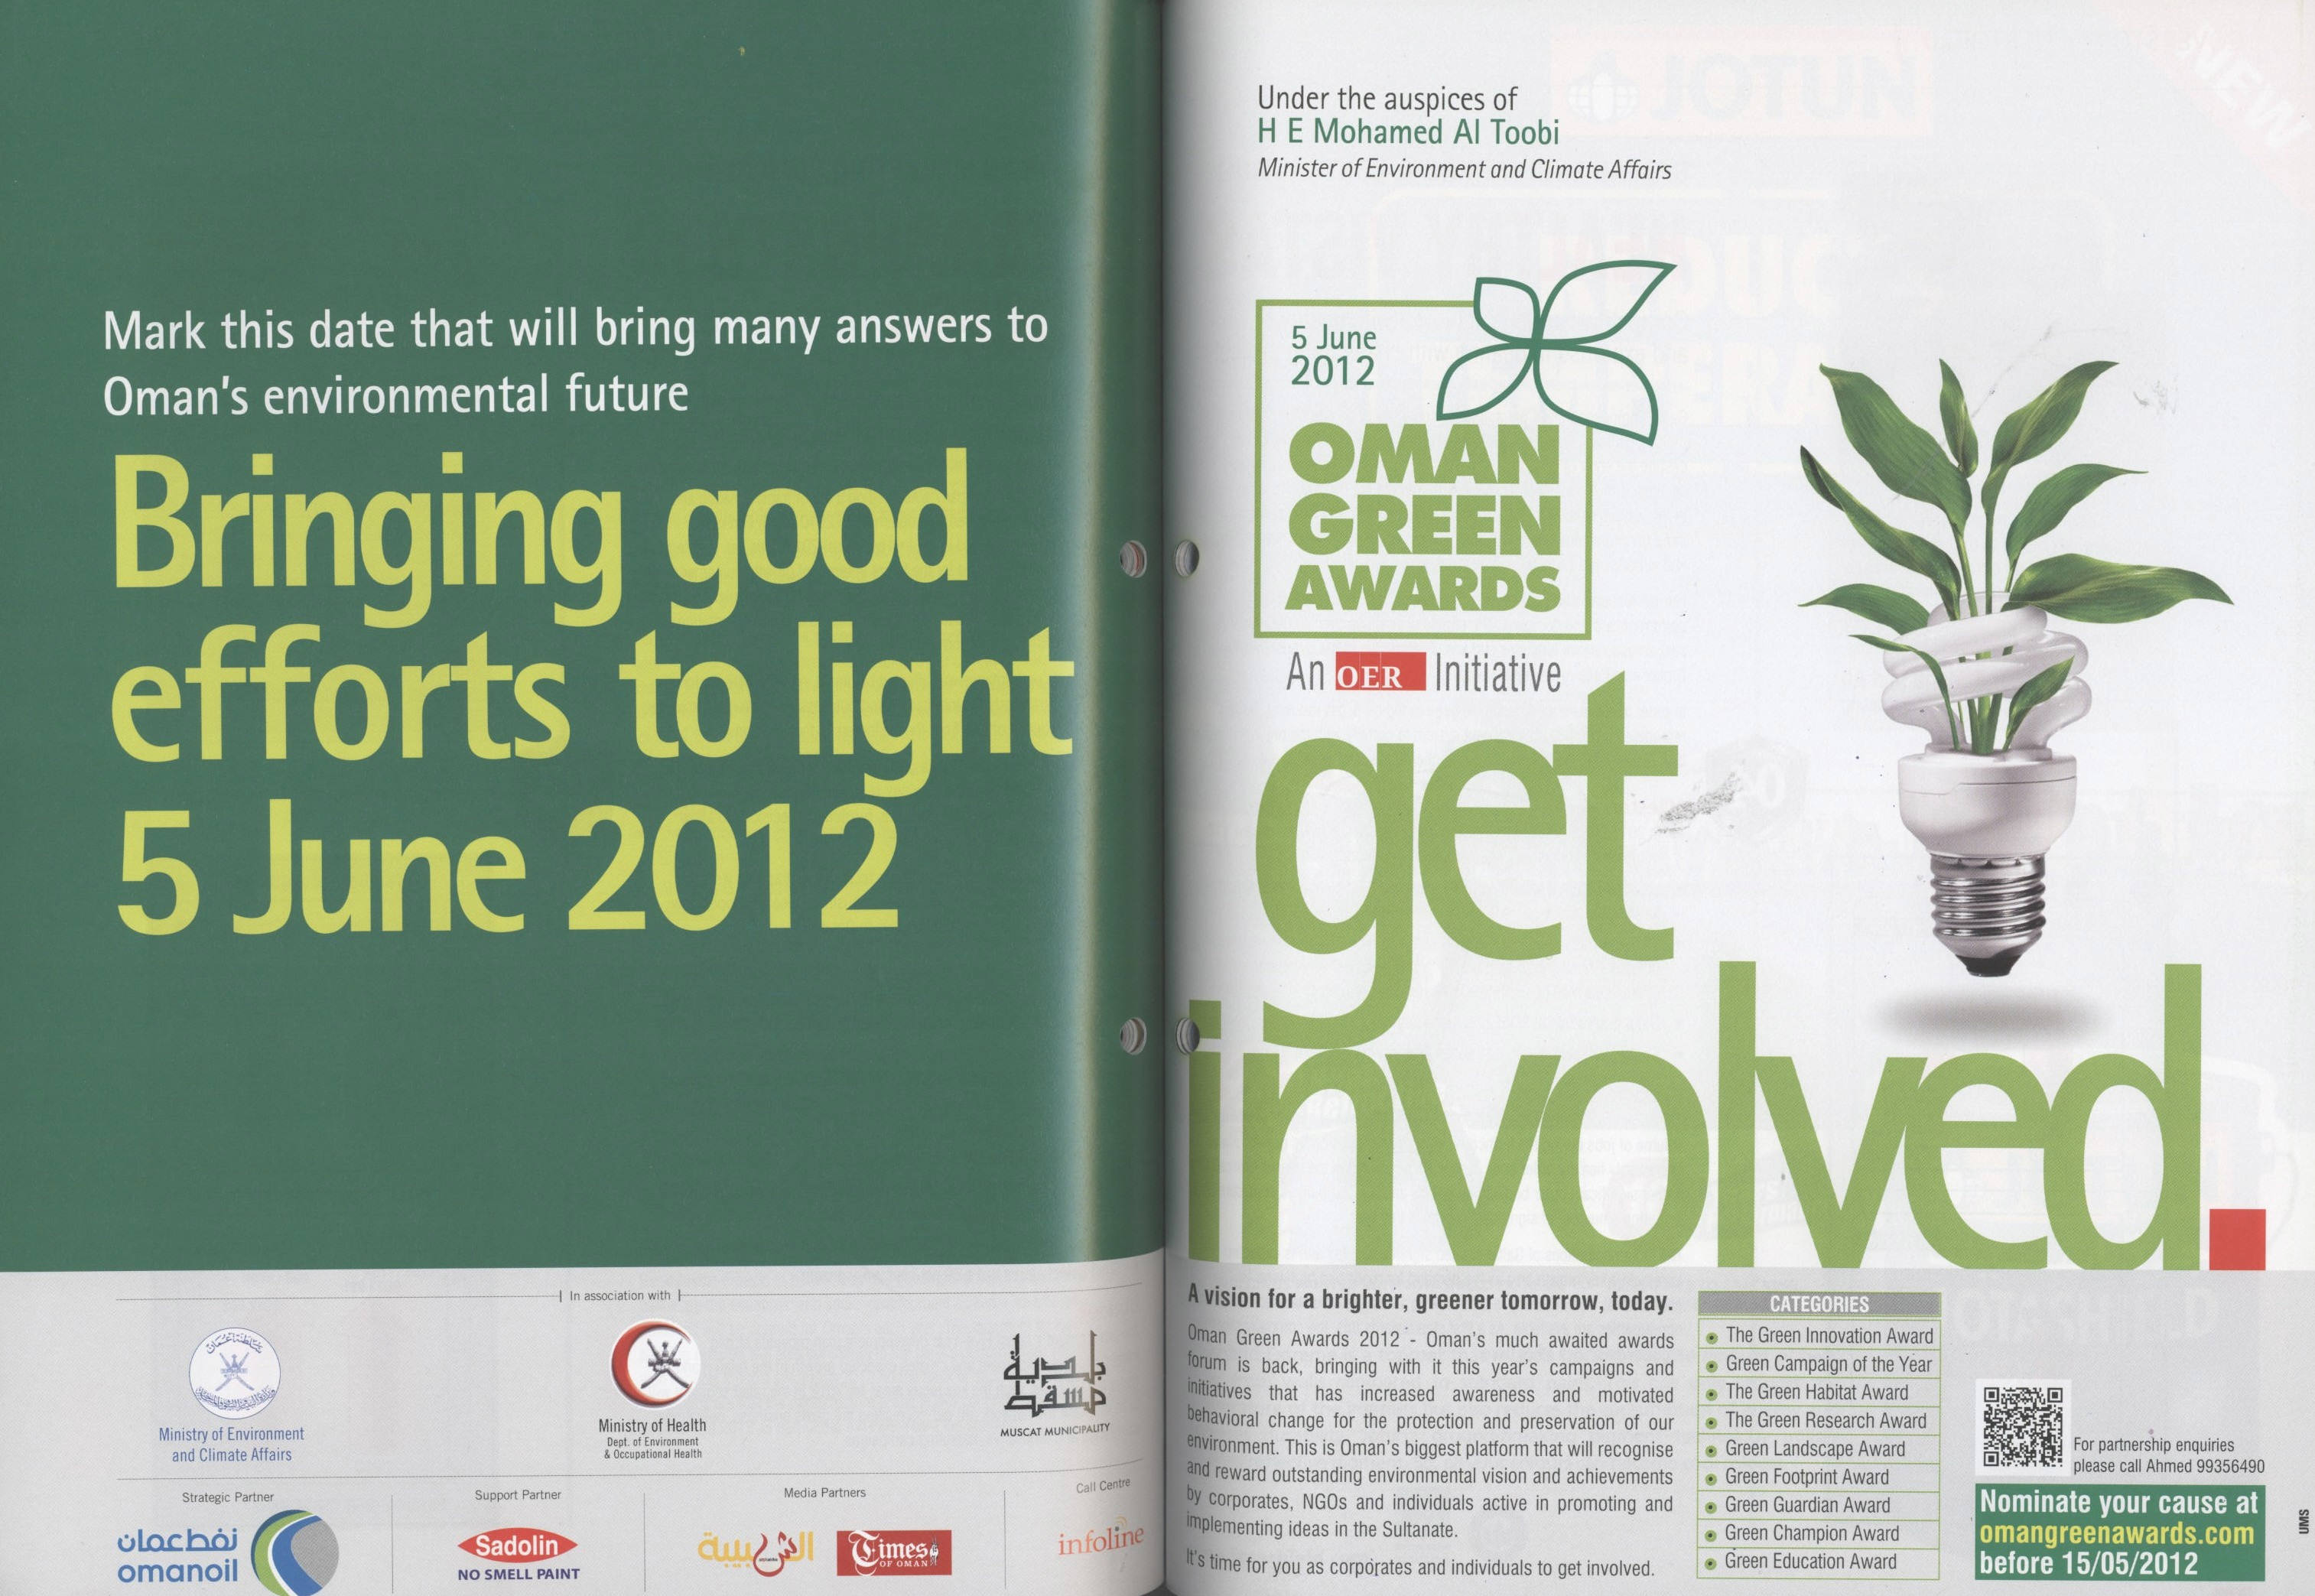 Mark this date that will bring many answers to
Oman's environmental future
Bringing good
efforts to light
5 June 2012
In association with
Ministry of Environment
and Climate Affairs
Ministry of Health
Dept. of Environment
& Occupational Health
بلدية
مسقط
MUSCAT MUNICIPALITY
Strategic Partner
نفط عمان
omanoil
Support Partner
Sadolin
NO SMELL PAINT
Media Partners
الشبيبة
Times
OF OMAN
Call Centre
infoline
Under the auspices of
H E Mohamed Al Toobi
Minister of Environment and Climate Affairs
5 June
2012
OMAN
GREEN
AWARDS
An OER Initiative
get
involved.
A vision for a brighter, greener tomorrow, today.
Oman Green Awards 2012 - Oman's much awaited awards
forum is back, bringing with it this year's campaigns and
initiatives that has increased awareness and motivated
behavioral change for the protection and preservation of our
environment. This is Oman's biggest platform that will recognise
and reward outstanding environmental vision and achievements
by corporates, NGOs and individuals active in promoting and
implementing ideas in the Sultanate.
It's time for you as corporates and individuals to get involved.
CATEGORIES
The Green Innovation Award
Green Campaign of the Year
The Green Habitat Award
The Green Research Award
Green Landscape Award
Green Footprint Award
Green Guardian Award
Green Champion Award
Green Education Award
For partnership enquiries
please call Ahmed 99356490
Nominate your cause at
omangreenawards.com
before 15/05/2012
UMS